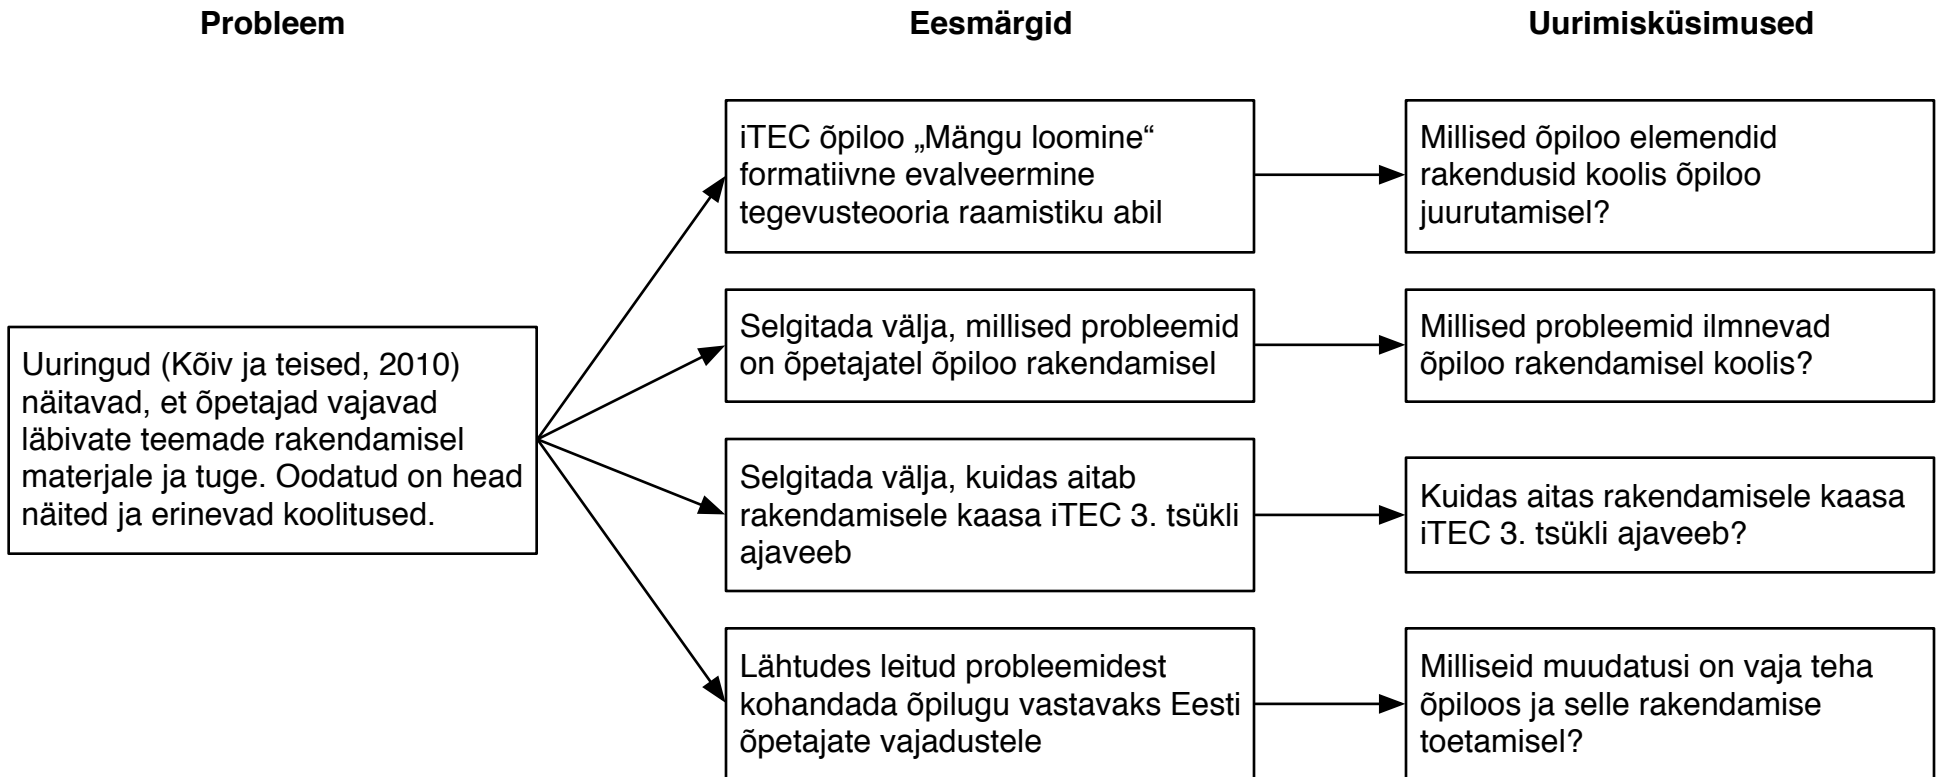 Probleem
Eesmärgid
Uurimisküsimused
Uuringud (Kõiv ja teised, 2010)
näitavad, et õpetajad vajavad
läbivate teemade rakendamisel
materjale ja tuge. Oodatud on head
näited ja erinevad koolitused.
iTEC õpiloo „Mängu loomine“
formatiivne evalveermine
tegevusteooria raamistiku abil
Selgitada välja, millised probleemid
on õpetajatel õpiloo rakendamisel
Selgitada välja, kuidas aitab
rakendamisele kaasa iTEC 3. tsükli
ajaveeb
Lähtudes leitud probleemidest
kohandada õpilugu vastavaks Eesti
õpetajate vajadustele
Millised õpiloo elemendid
rakendusid koolis õpiloo
juurutamisel?
Millised probleemid ilmnevad
õpiloo rakendamisel koolis?
Kuidas aitas rakendamisele kaasa
iTEC 3. tsükli ajaveeb?
Milliseid muudatusi on vaja teha
õpiloos ja selle rakendamise
toetamisel?